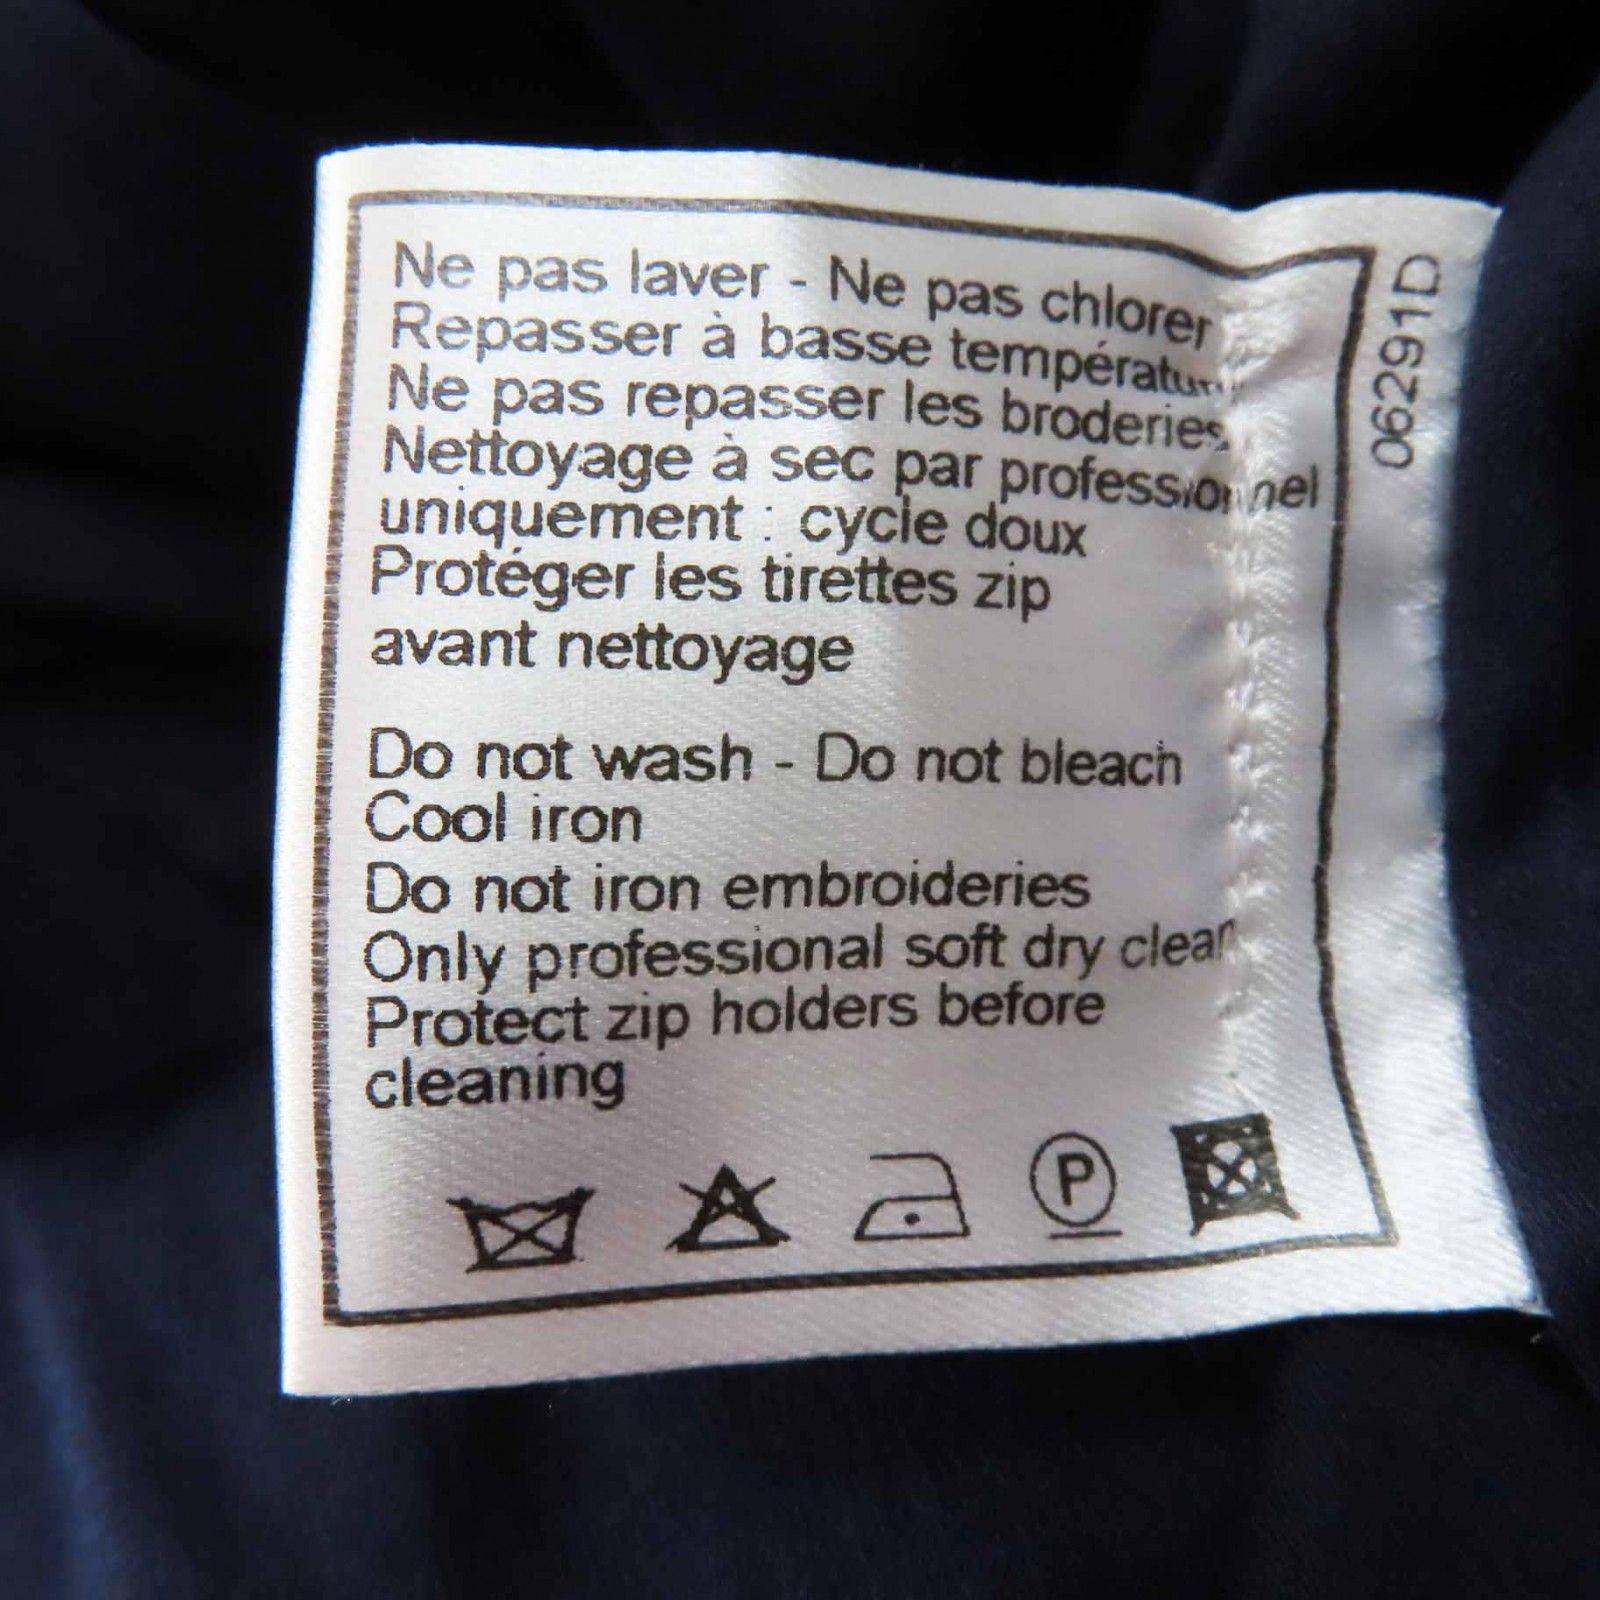 Ne pas laver - Ne pas chlorer
Repasser à basse
Ne pas repasser les broderies
Nettoyage à sec par professionnel
uniquement : cycle doux
Protéger les tirettes zip
avant nettoyage
Do not wash - Do not bleach
Cool iron
Do not iron embroideries
Only professional soft dry clean
Protect zip holders before
cleaning
P
06291D